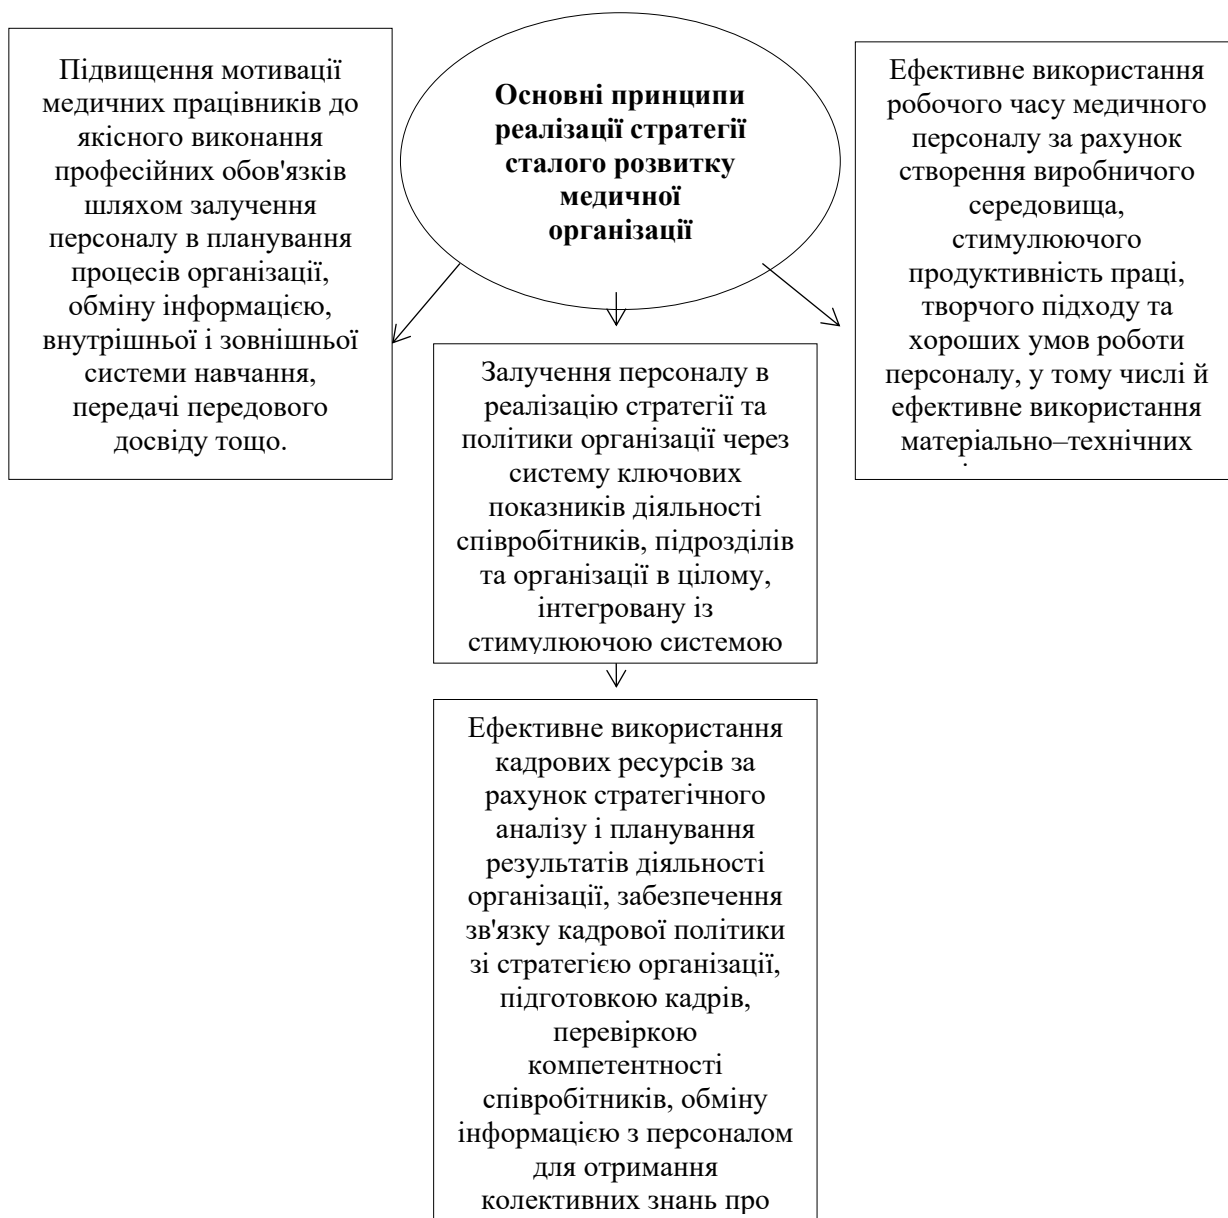 Підвищення мотивації
медичних працівників до
якісного виконання
професійних обов'язків
шляхом залучення
персоналу в планування
процесів організації,
обміну інформацією,
внутрішньої і зовнішньої
системи навчання,
передачі передового
досвіду тощо.
Основні принципи
реалізації стратегії
сталого розвитку
медичної
організації
Ефективне використання
робочого часу медичного
персоналу за рахунок
створення виробничого
середовища,
стимулюючого
продуктивність праці,
творчого підходу та
хороших умов роботи
персоналу, у тому числі й
ефективне використання
матеріально–технічних
Залучення персоналу в
реалізацію стратегії та
політики організації через
систему ключових
показників діяльності
співробітників, підрозділів
та організації в цілому,
інтегровану із
стимулюючою системою
Ефективне використання
кадрових ресурсів за
рахунок стратегічного
аналізу і планування
результатів діяльності
організації, забезпечення
зв'язку кадрової політики
зі стратегією організації,
підготовкою кадрів,
перевіркою
компетентності
співробітників, обміну
інформацією з персоналом
для отримання
колективних знань про